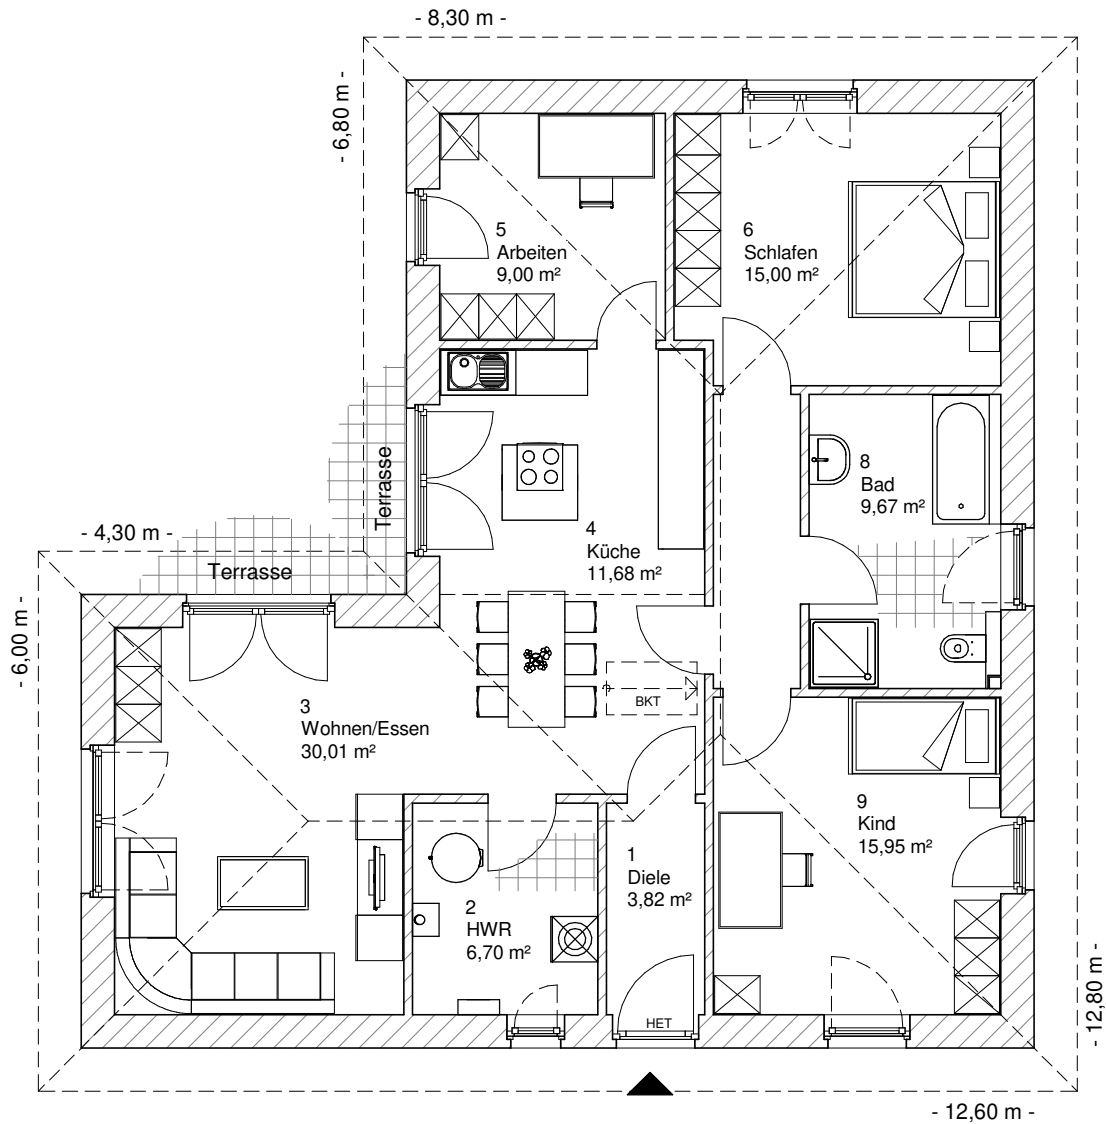 - 8,30 m -
- 6,80 m -
5
Arbeiten
9,00 m²
6
Schlafen
15,00 m²
Terrasse
8
Bad
9,67 m²
- 4,30 m -
4
Küche
11,68 m²
Terrasse
- 6,00 m -
BKT
3
Wohnen/Essen
30,01 m²
9
Kind
15,95 m²
1
Diele
3,82 m²
2
HWR
6,70 m²
HET
- 12,80 m -
- 12,60 m -